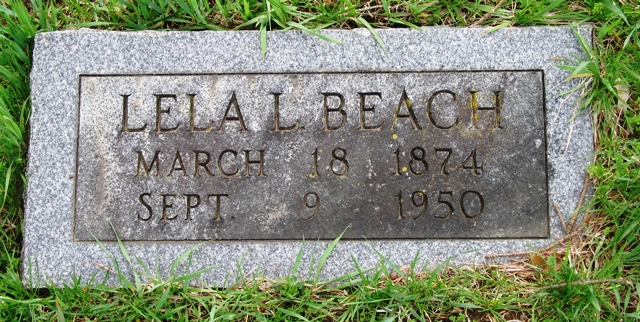 LELA L. BEACH
MARCH 18 1874
SEPT. 9 1950